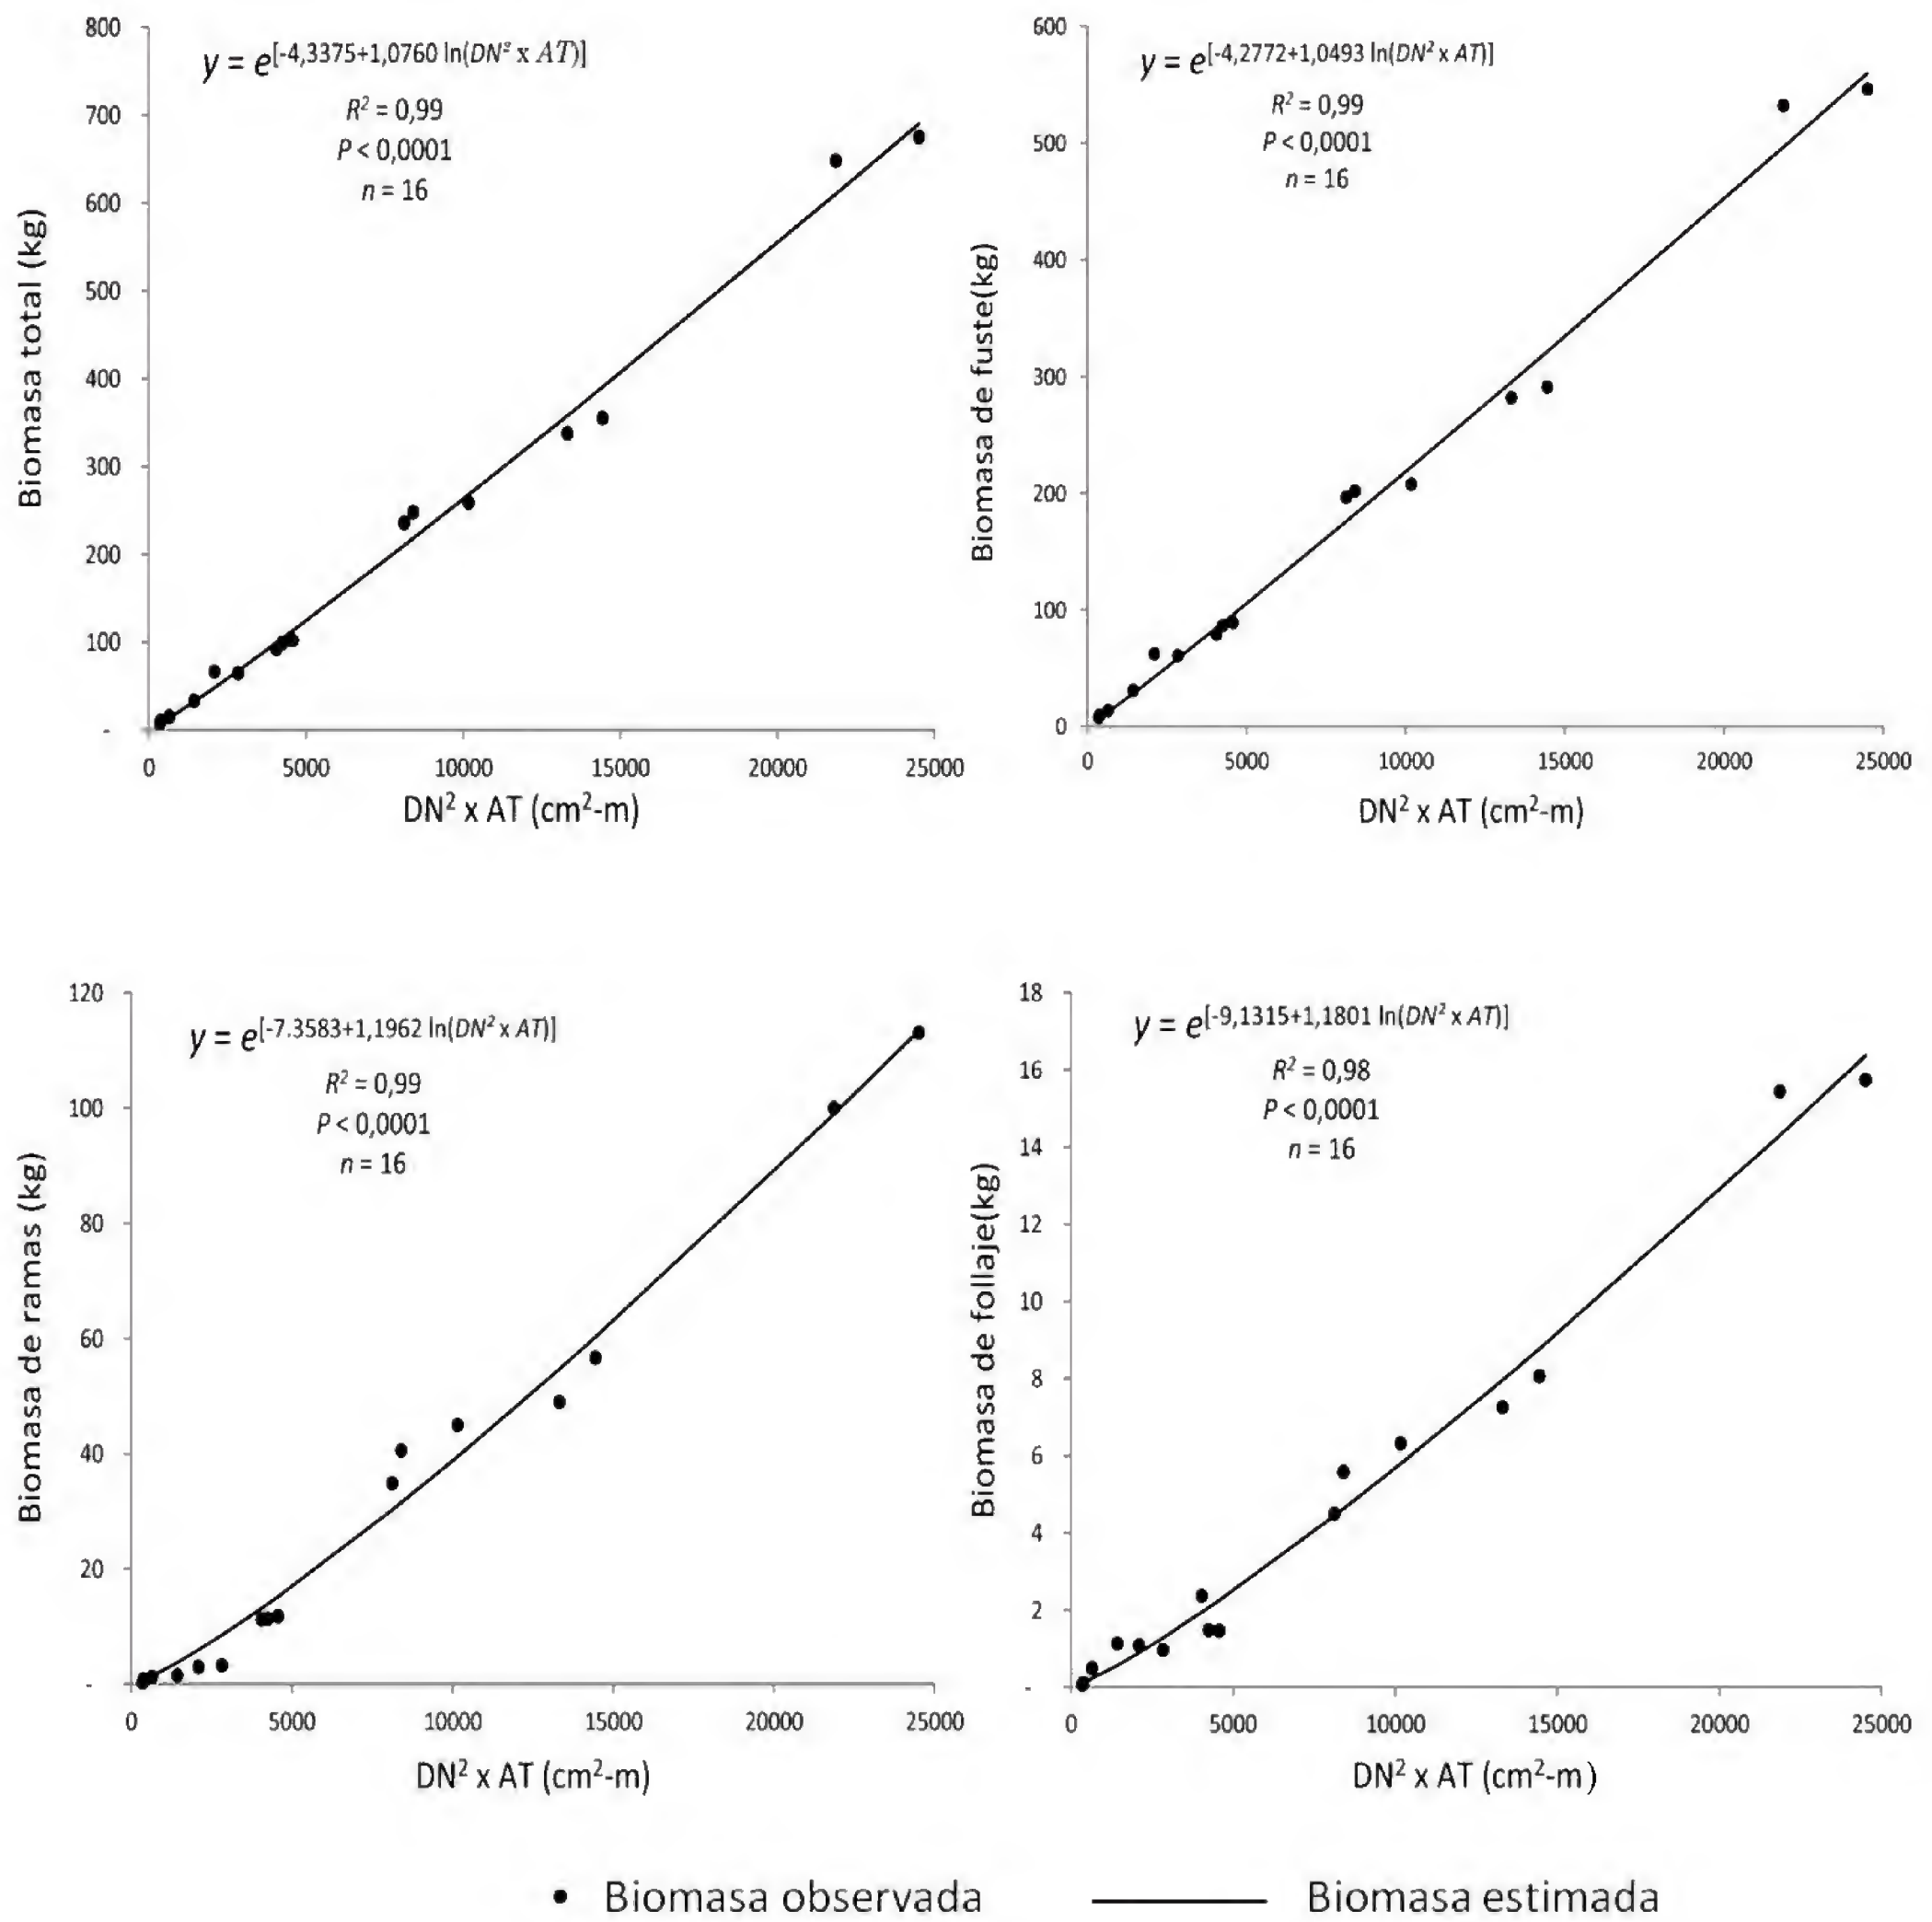 y = e[-4,3375+1,0760 ln(DN² x AT)]
R² = 0,99
P < 0,0001
n = 16
Biomasa total (kg)
800
700
600
500
400
300
200
100
-
0 5000 10000 15000 20000 25000
DN² x AT (cm²-m)
y = e[-4,2772+1,0493 ln(DN² x AT)]
R² = 0,99
P < 0,0001
n = 16
Biomasa de fuste(kg)
600
500
400
300
200
100
0
0 5000 10000 15000 20000 25000
DN² x AT (cm²-m)
y = e[-7.3583+1,1962 ln(DN² x AT)]
R² = 0,99
P < 0,0001
n = 16
Biomasa de ramas (kg)
120
100
80
60
40
20
-
0 5000 10000 15000 20000 25000
DN² x AT (cm²-m)
y = e[-9,1315+1,1801 ln(DN² x AT)]
R² = 0,98
P < 0,0001
n = 16
Biomasa de follaje(kg)
18
16
14
12
10
8
6
4
2
-
0 5000 10000 15000 20000 25000
DN² x AT (cm²-m)
Biomasa observada Biomasa estimada